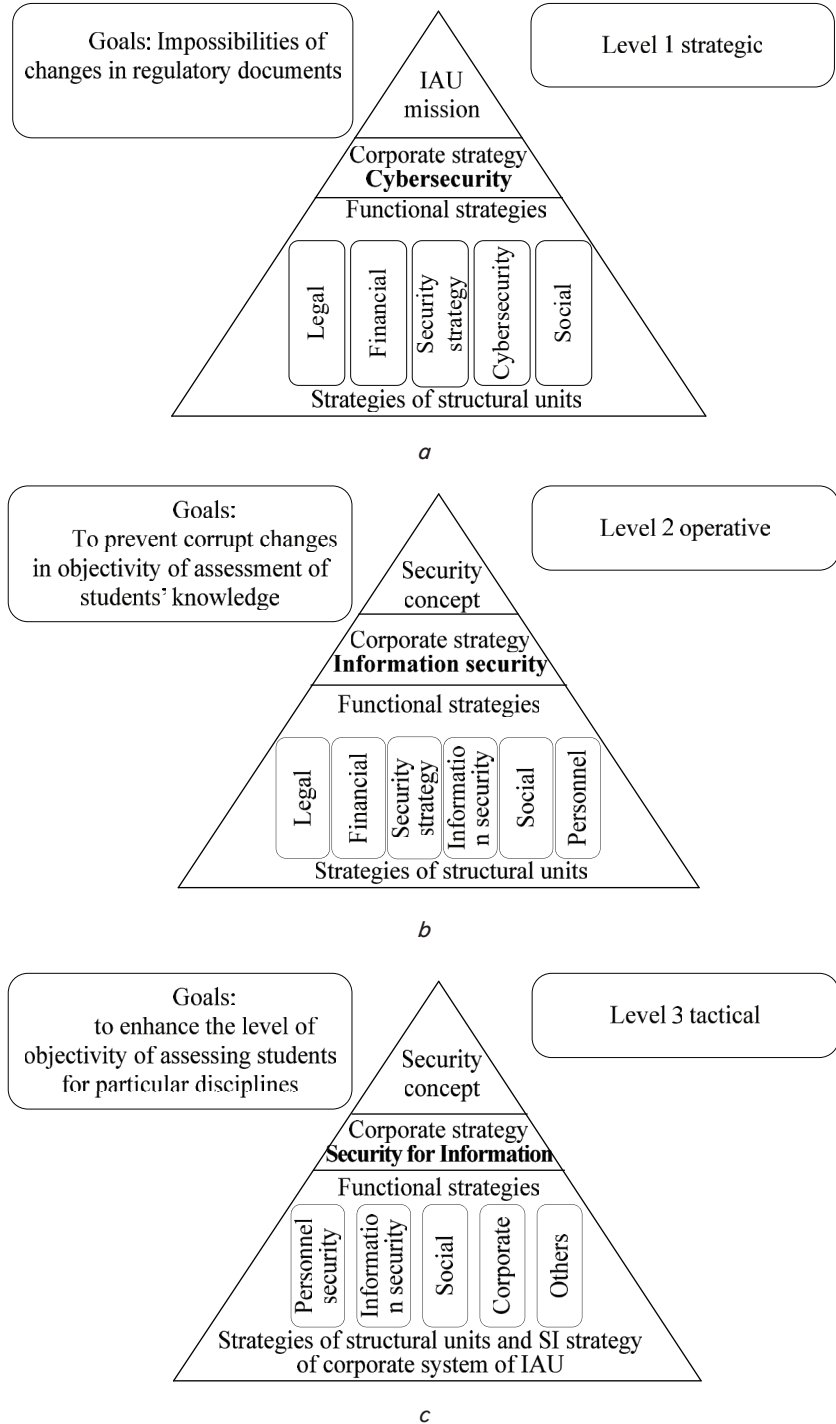 Goals: Impossibilities of
changes in regulatory documents
Level 1 strategic
IAU
mission
Corporate strategy
Cybersecurity
Functional strategies
Legal
Financial
Security
strategy
Cybersecurity
Social
Strategies of structural units
a
Goals:
To prevent corrupt changes
in objectivity of assessment of
students’ knowledge
Level 2 operative
Security
concept
Corporate strategy
Information security
Functional strategies
Legal
Financial
Security
strategy
Informatio
n security
Social
Personnel
Strategies of structural units
b
Goals:
to enhance the level of
objectivity of assessing students
for particular disciplines
Level 3 tactical
Security
concept
Corporate strategy
Security for Information
Functional strategies
Personnel
security
Informatio
n security
Social
Corporate
Others
Strategies of structural units and SI strategy
of corporate system of IAU
c